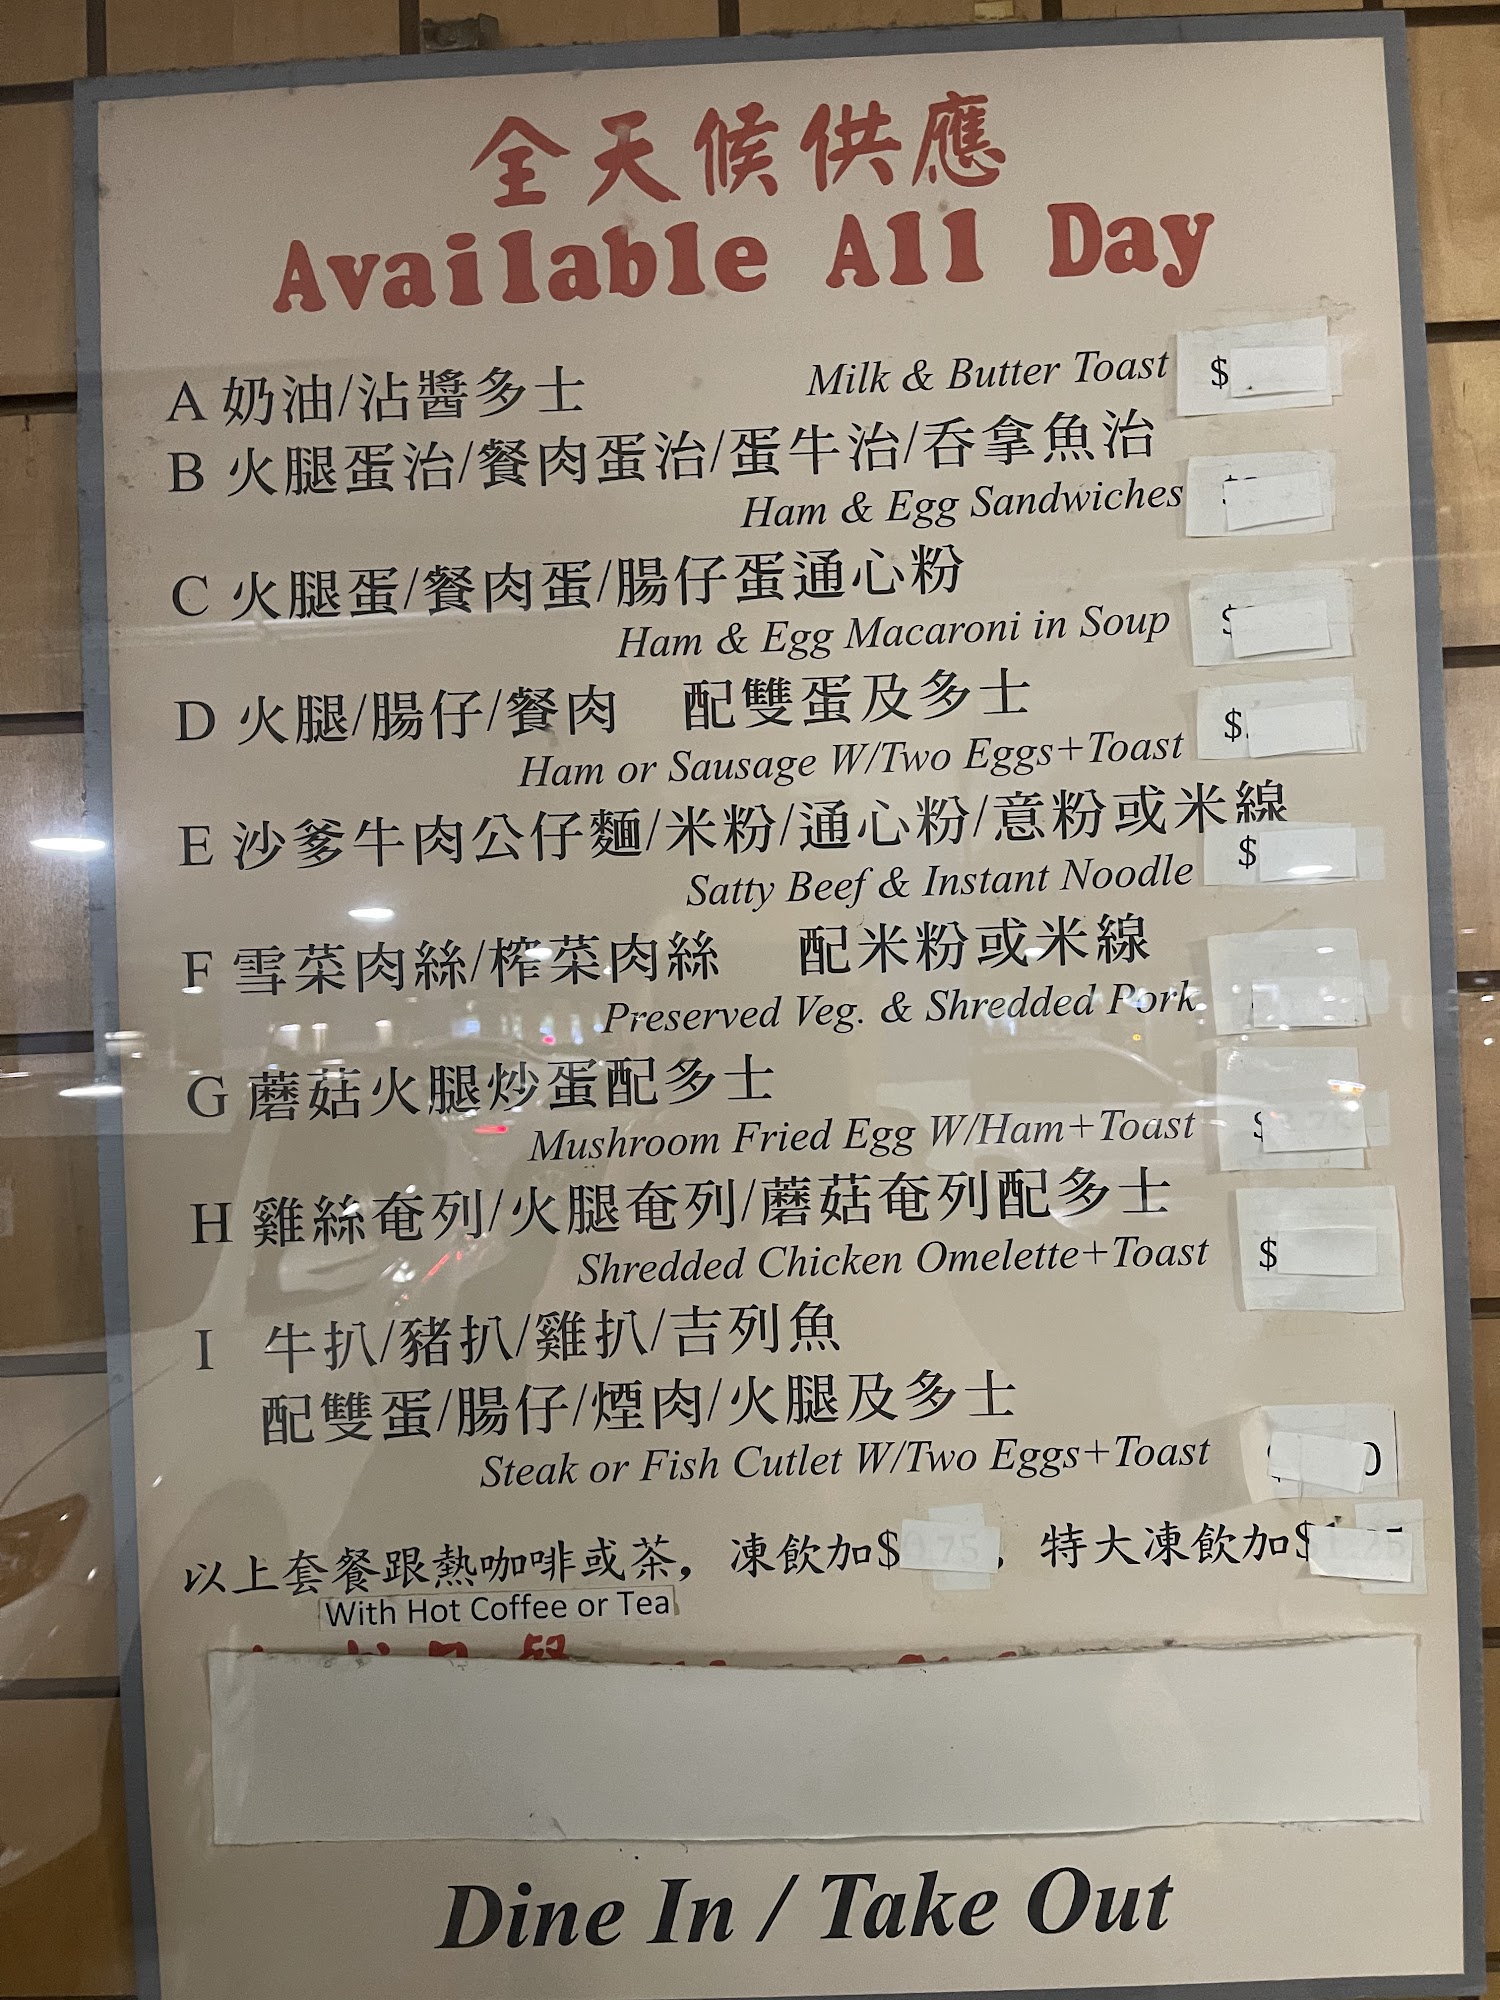 全天候供應
Available All Day
A 奶油/沾醬多士
Milk & Butter Toast $
B 火腿蛋治/餐肉蛋治/蛋牛治/吞拿魚治
Ham & Egg Sandwiches
C 火腿蛋/餐肉蛋/腸仔蛋通心粉
Ham & Egg Macaroni in Soup
D 火腿/腸仔/餐肉 配雙蛋及多士
Ham or Sausage W/Two Eggs+Toast $
E 沙爹牛肉公仔麵/米粉/通心粉/意粉或米線
Satty Beef & Instant Noodle $
F 雪菜肉絲/榨菜肉絲 配米粉或米線
Preserved Veg. & Shredded Pork
G 蘑菇火腿炒蛋配多士
Mushroom Fried Egg W/Ham+Toast $
H 雞絲奄列/火腿奄列/蘑菇奄列配多士
Shredded Chicken Omelette+Toast $
I 牛扒/豬扒/雞扒/吉列魚
配雙蛋/腸仔/煙肉/火腿及多士
Steak or Fish Cutlet W/Two Eggs+Toast
以上套餐跟熱咖啡或茶，凍飲加$ ，特大凍飲加$
With Hot Coffee or Tea
Dine In / Take Out